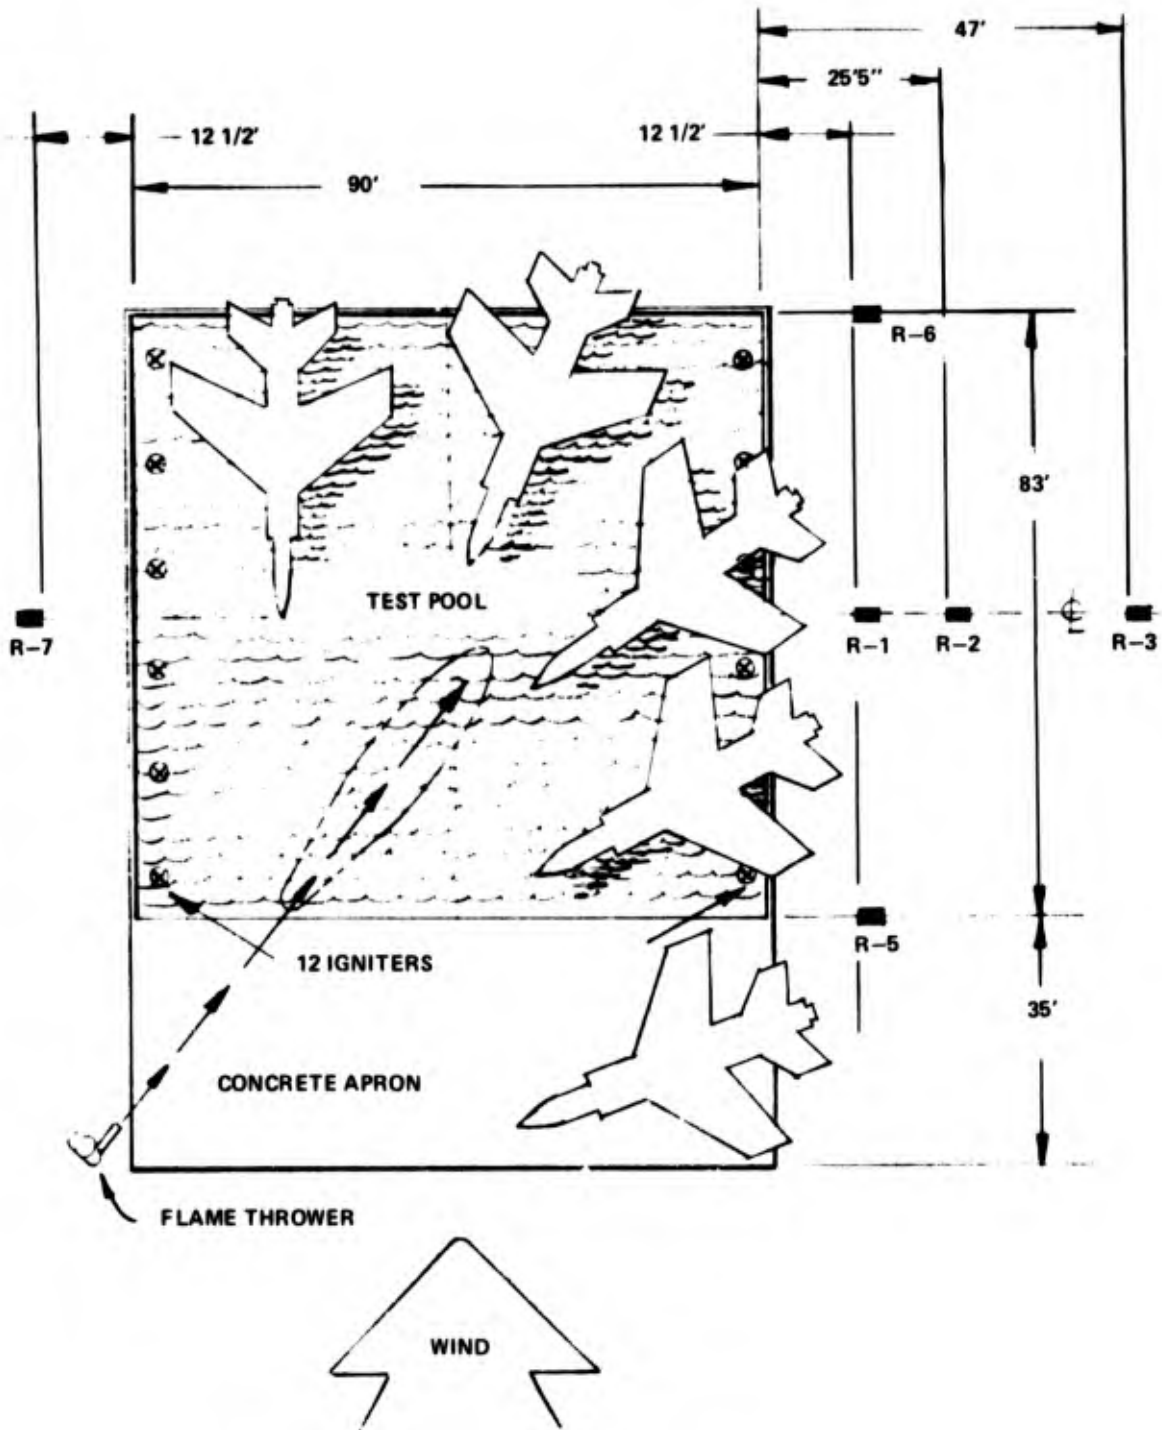 47'
25'5"
12 1/2'
12 1/2'
90'
R-6
83'
TEST POOL
R-7
R-1
R-2
℄
R-3
R-5
12 IGNITERS
35'
CONCRETE APRON
FLAME THROWER
WIND